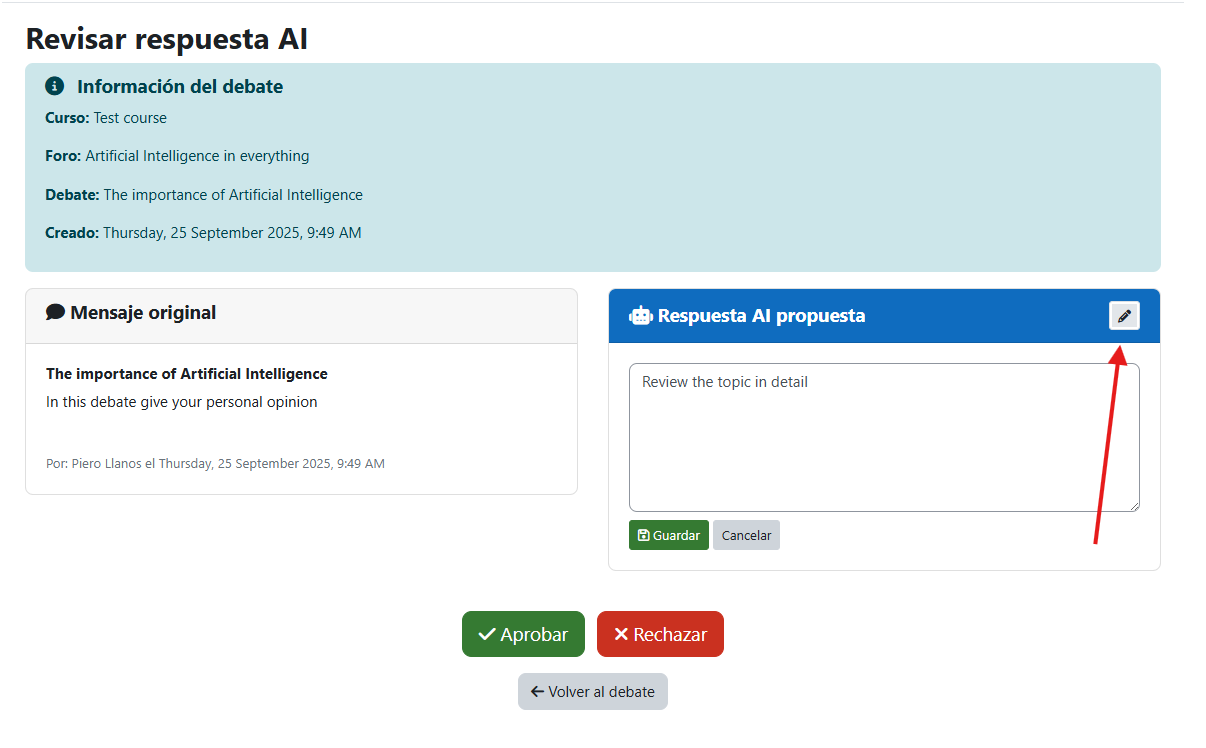 Revisar respuesta AI
Información del debate
Curso: Test course
Foro: Artificial Intelligence in everything
Debate: The importance of Artificial Intelligence
Creado: Thursday, 25 September 2025, 9:49 AM
Mensaje original
The importance of Artificial Intelligence
In this debate give your personal opinion
Por: Piero Llanos el Thursday, 25 September 2025, 9:49 AM
Respuesta AI propuesta
Review the topic in detail
Guardar Cancelar
Aprobar Rechazar
Volver al debate